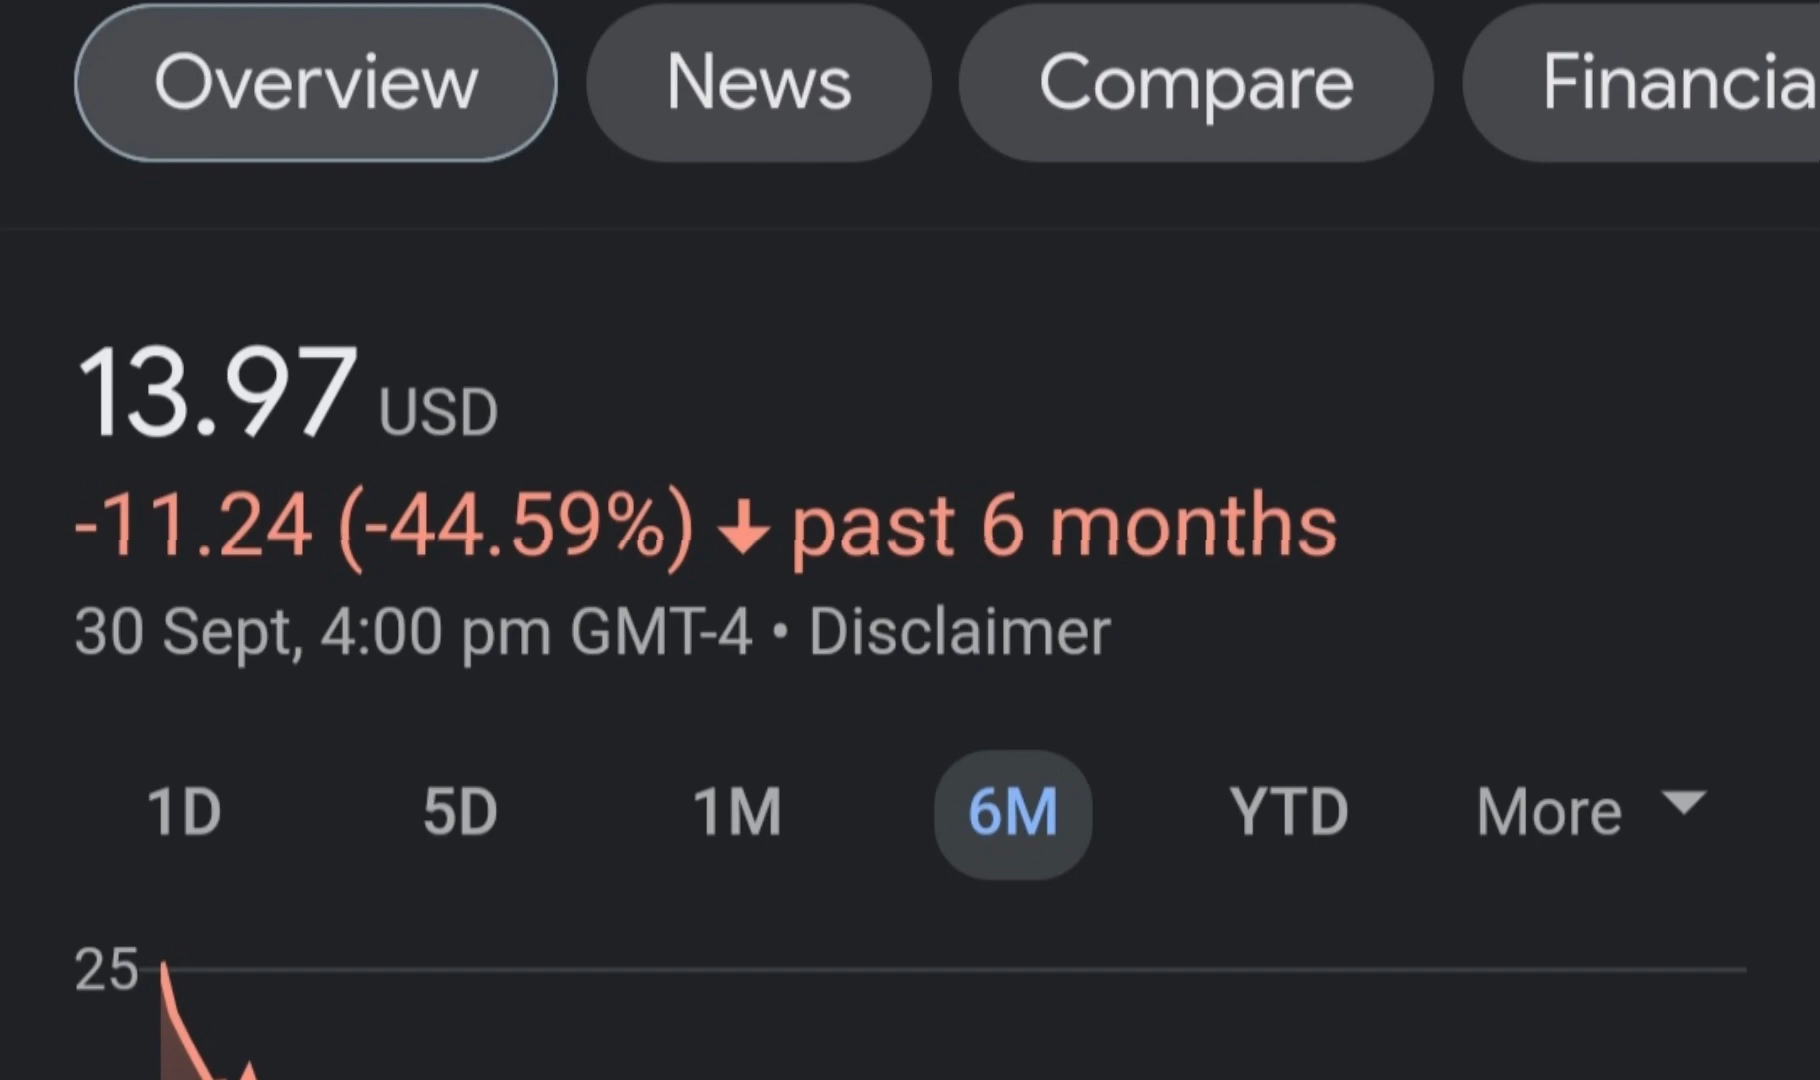 Overview News Compare Financia
13.97 USD
-11.24 (-44.59%) ↓ past 6 months
30 Sept, 4:00 pm GMT-4 • Disclaimer
1D 5D 1M 6M YTD More
25